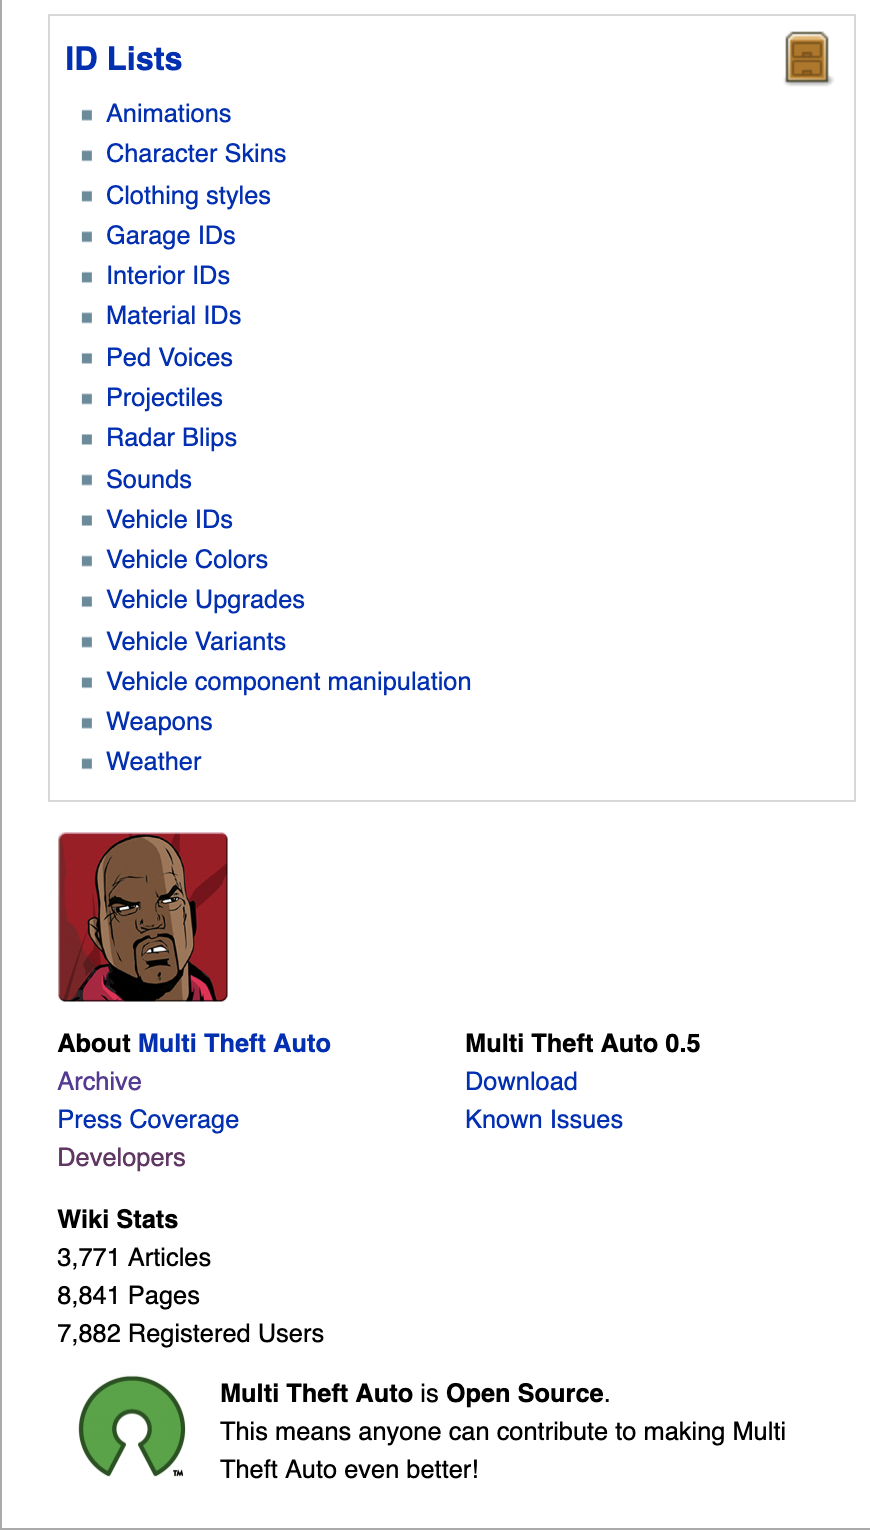 ID Lists
Animations
Character Skins
Clothing styles
Garage IDs
Interior IDs
Material IDs
Ped Voices
Projectiles
Radar Blips
Sounds
Vehicle IDs
Vehicle Colors
Vehicle Upgrades
Vehicle Variants
Vehicle component manipulation
Weapons
Weather
About Multi Theft Auto
Archive
Press Coverage
Developers
Multi Theft Auto 0.5
Download
Known Issues
Wiki Stats
3,771 Articles
8,841 Pages
7,882 Registered Users
TM
Multi Theft Auto is Open Source.
This means anyone can contribute to making Multi
Theft Auto even better!